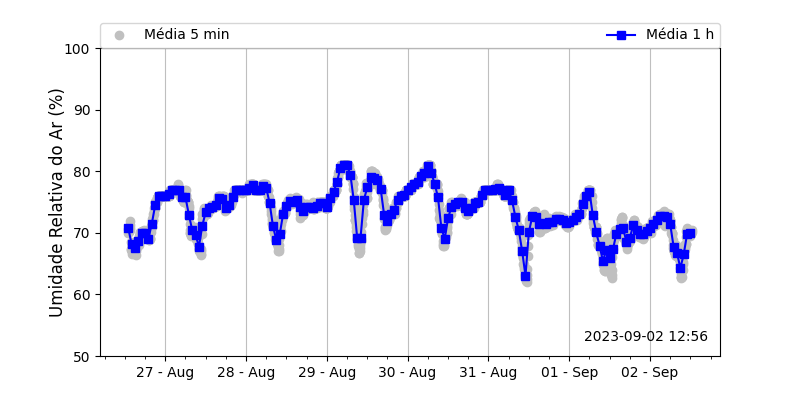 Média 5 min
Média 1 h
Umidade Relativa do Ar (%)
100
90
80
70
60
50
2023-09-02 12:56
27 - Aug
28 - Aug
29 - Aug
30 - Aug
31 - Aug
01 - Sep
02 - Sep